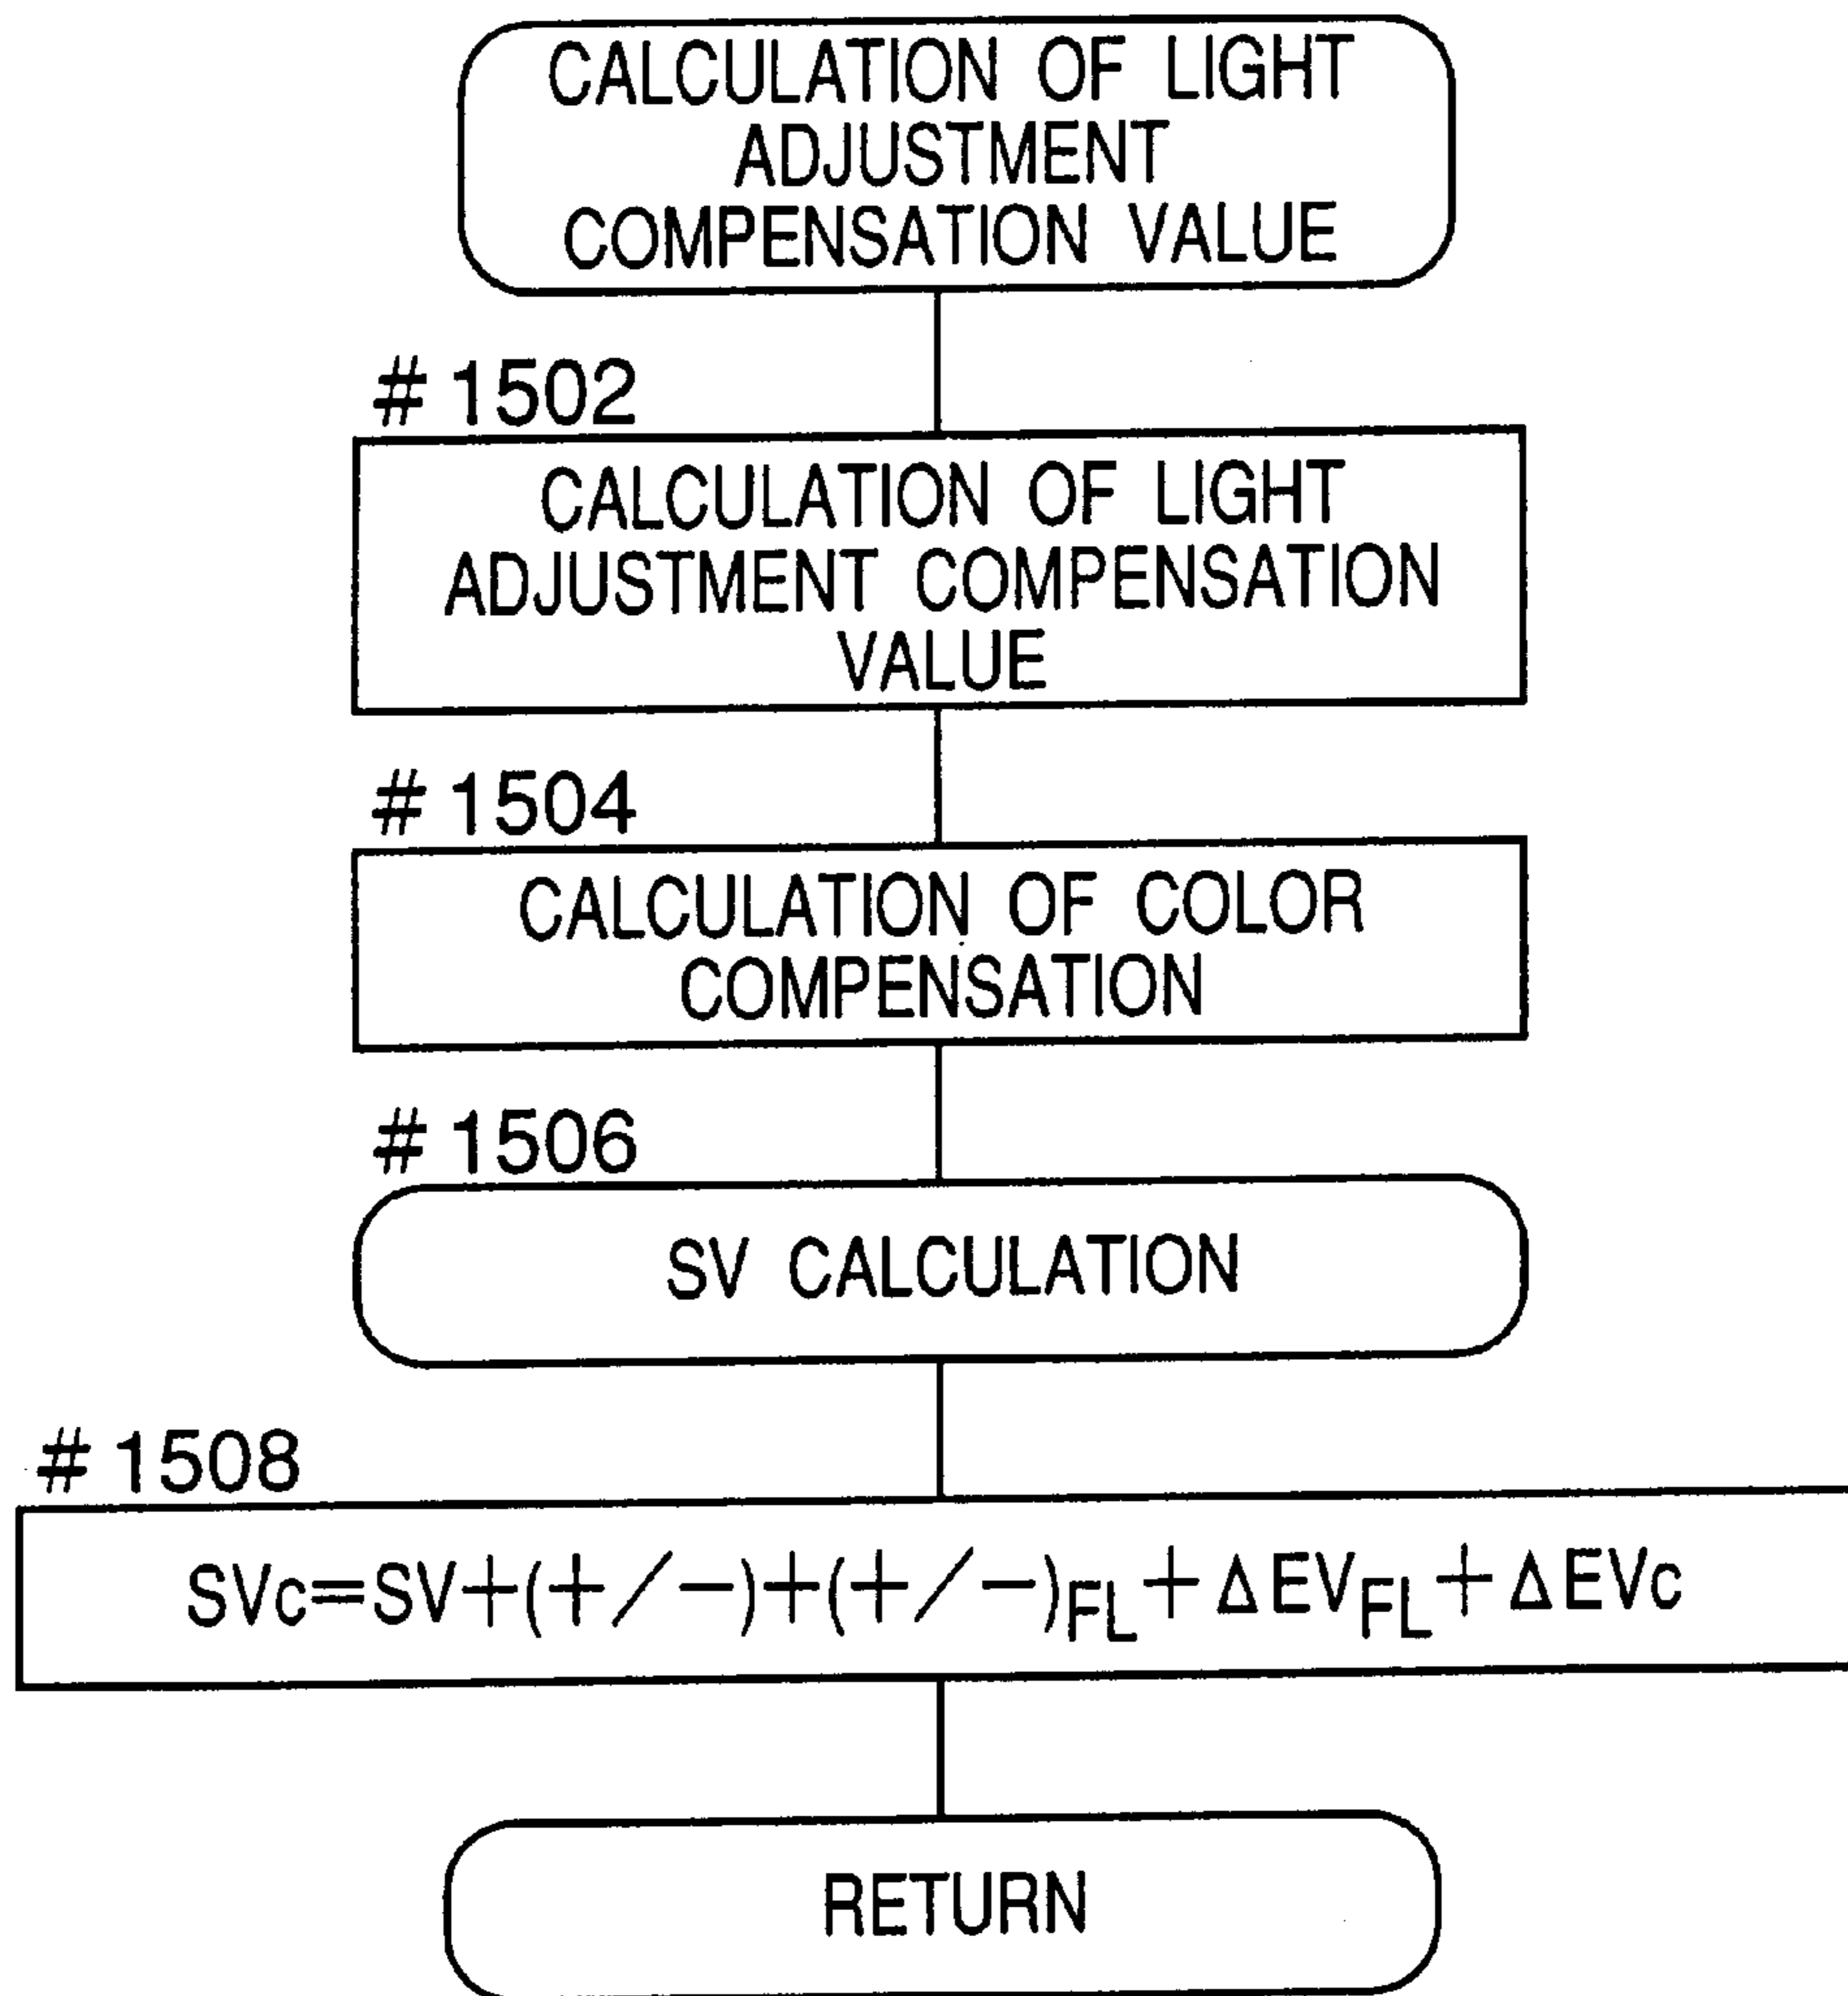 CALCULATION OF LIGHT
ADJUSTMENT
COMPENSATION VALUE
#1502
CALCULATION OF LIGHT
ADJUSTMENT COMPENSATION
VALUE
#1504
CALCULATION OF COLOR
COMPENSATION
#1506
SV CALCULATION
#1508
SVc=SV+(+/−)+(+/−)FL+ΔEVFL+ΔEVc
RETURN